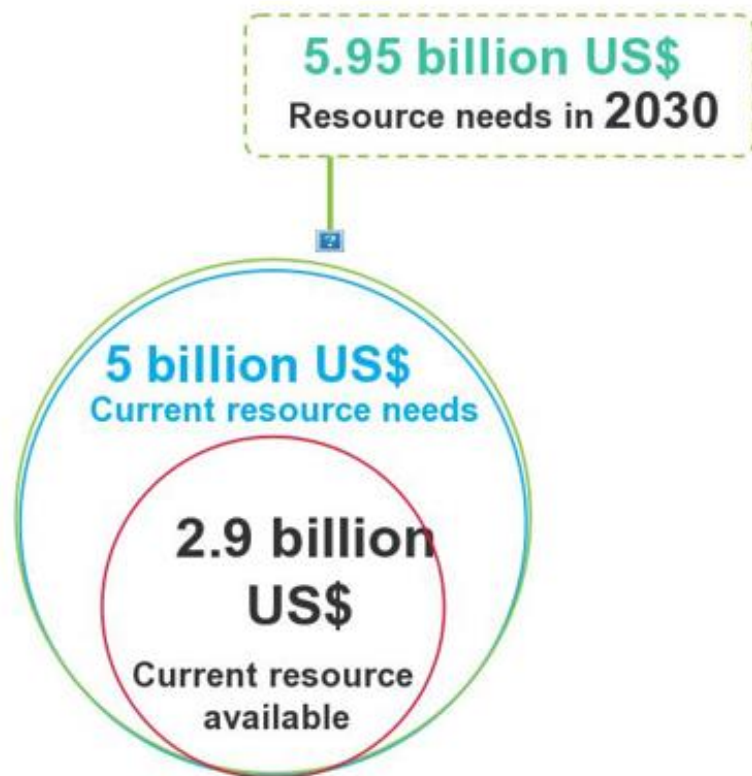 5.95 billion US$
Resource needs in 2030
?
5 billion US$
Current resource needs
2.9 billion
US$
Current resource
available